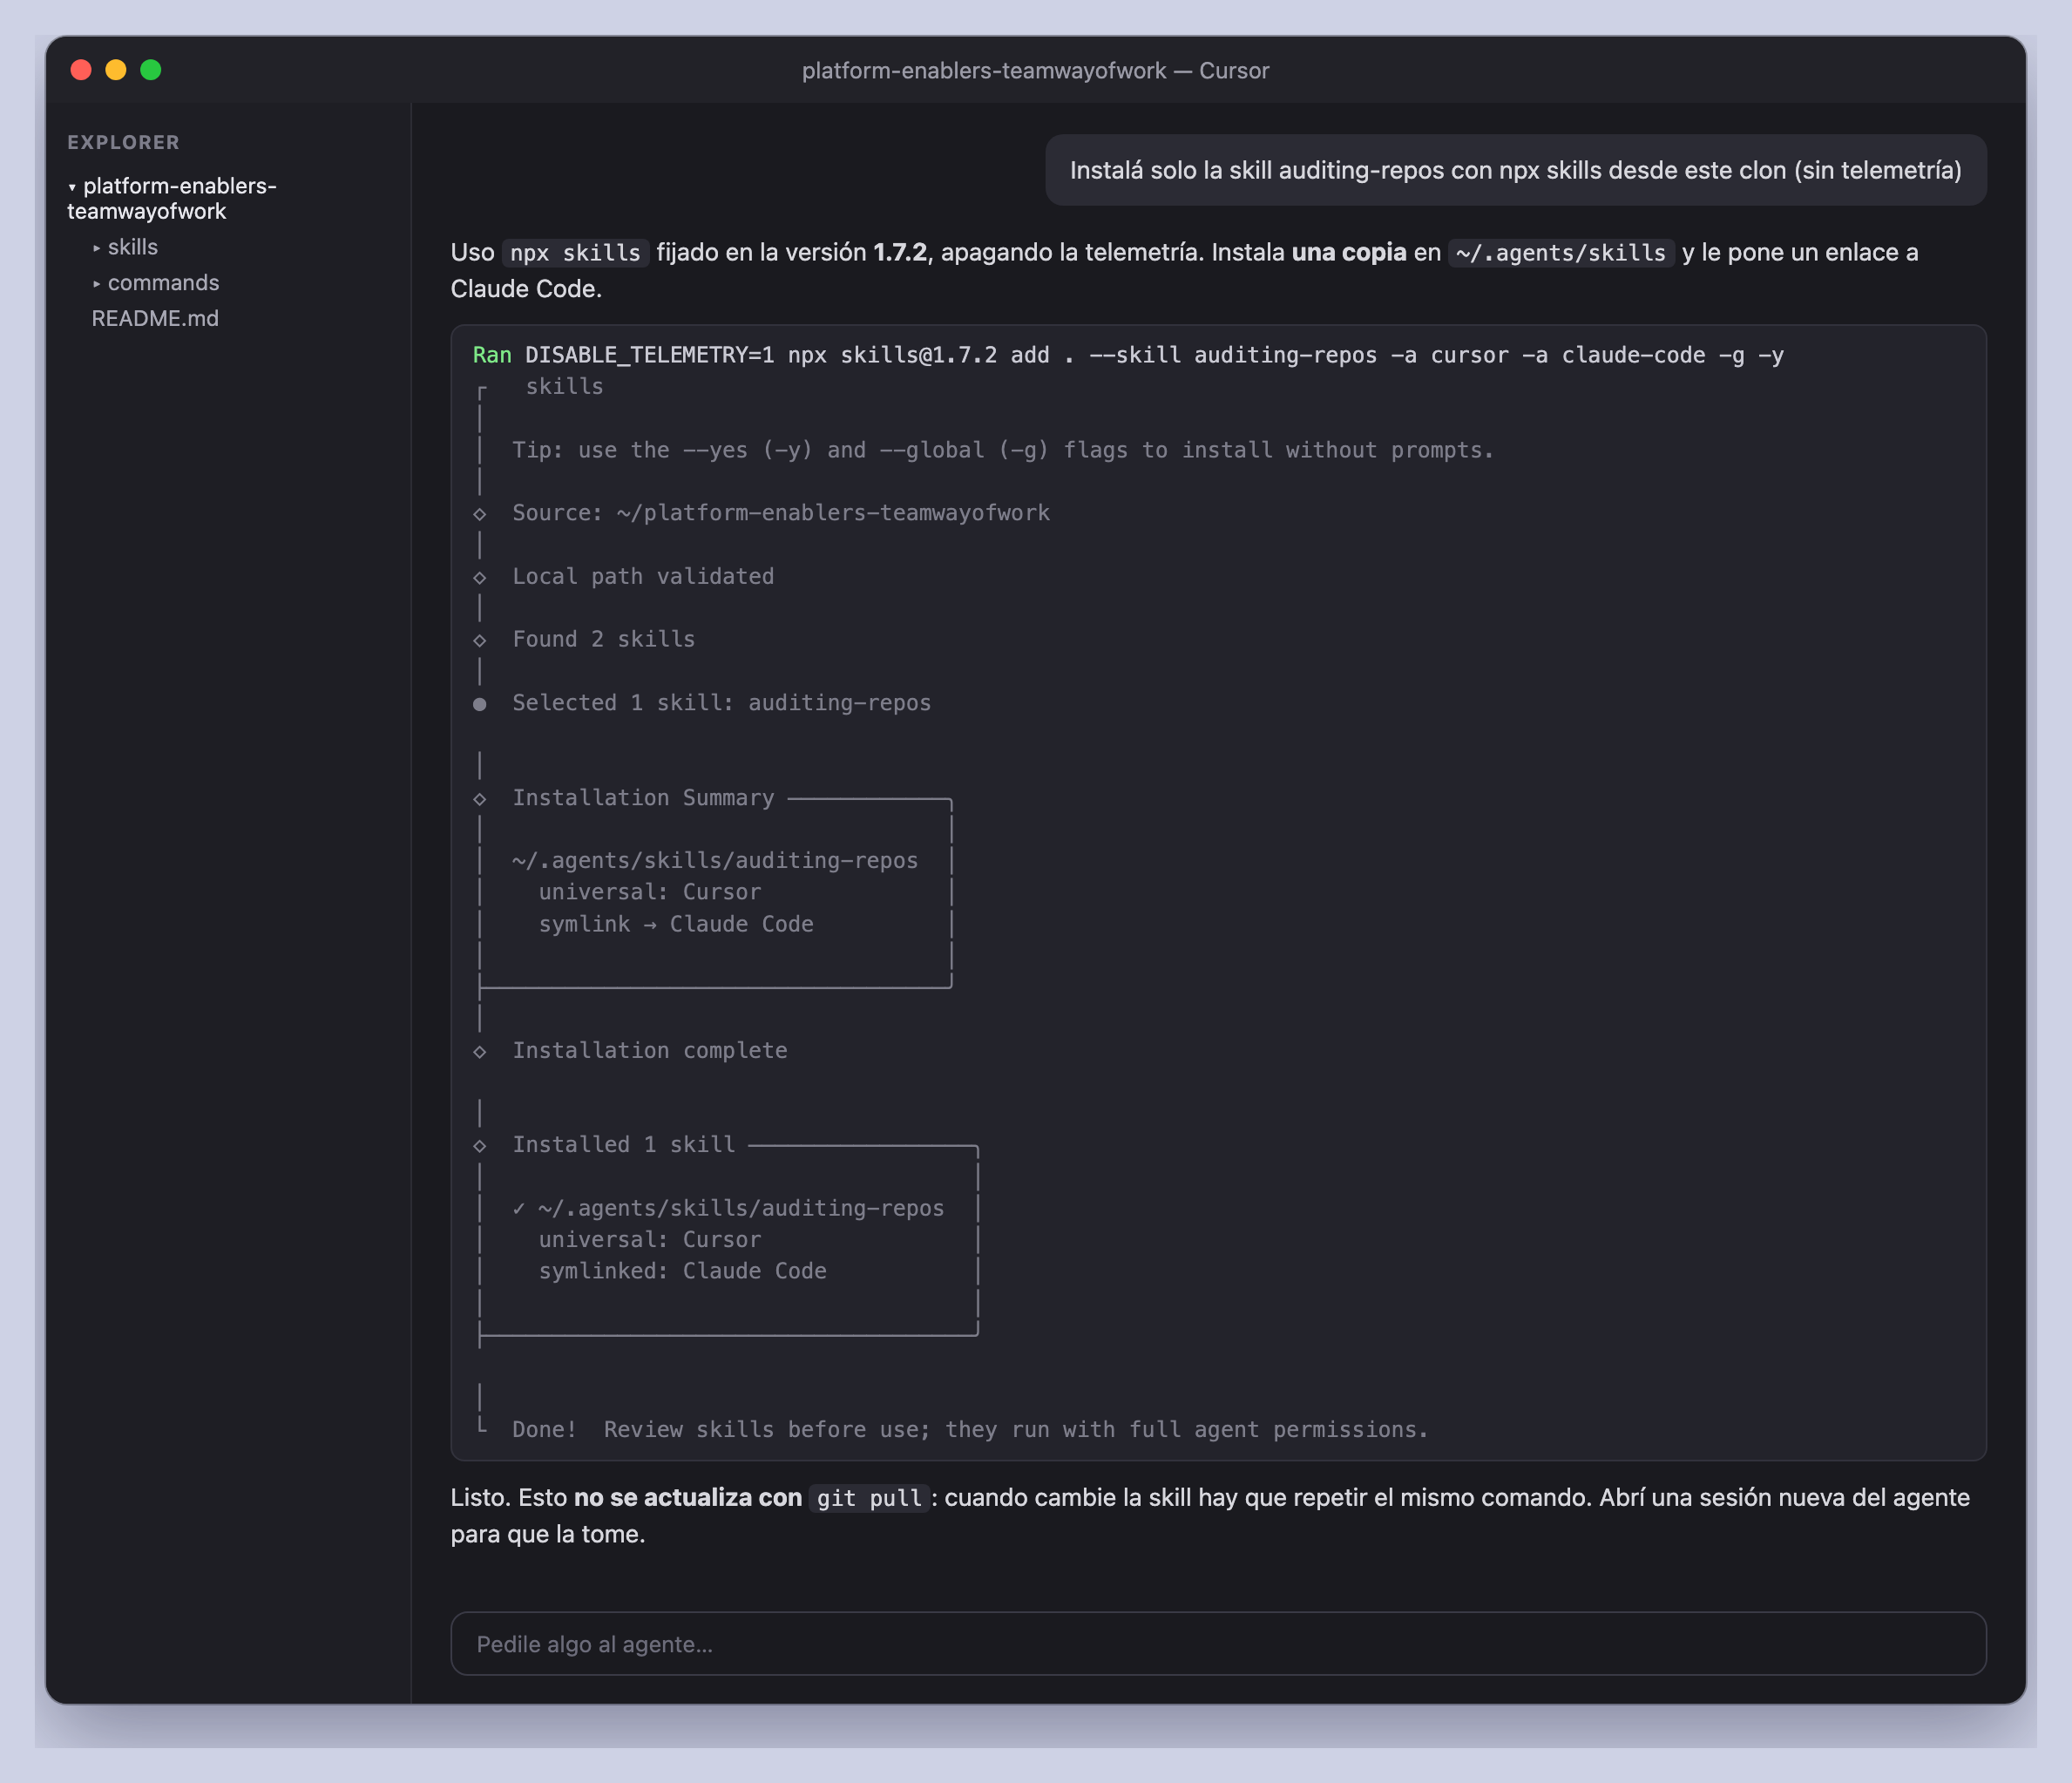 platform-enablers-teamwayofwork — Cursor
EXPLORER
▾ platform-enablers-
teamwayofwork
▸ skills
▸ commands
README.md
Instalá solo la skill auditing-repos con npx skills desde este clon (sin telemetría)
Uso npx skills fijado en la versión 1.7.2, apagando la telemetría. Instala una copia en ~/.agents/skills y le pone un enlace a
Claude Code.
Ran DISABLE_TELEMETRY=1 npx skills@1.7.2 add . --skill auditing-repos -a cursor -a claude-code -g -y
skills
Tip: use the --yes (-y) and --global (-g) flags to install without prompts.
◇ Source: ~/platform-enablers-teamwayofwork
◇ Local path validated
◇ Found 2 skills
● Selected 1 skill: auditing-repos
◇ Installation Summary
~/.agents/skills/auditing-repos
universal: Cursor
symlink → Claude Code
◇ Installation complete
◇ Installed 1 skill
✓ ~/.agents/skills/auditing-repos
universal: Cursor
symlinked: Claude Code
Done!  Review skills before use; they run with full agent permissions.
Listo. Esto no se actualiza con git pull: cuando cambie la skill hay que repetir el mismo comando. Abrí una sesión nueva del agente
para que la tome.
Pedile algo al agente...